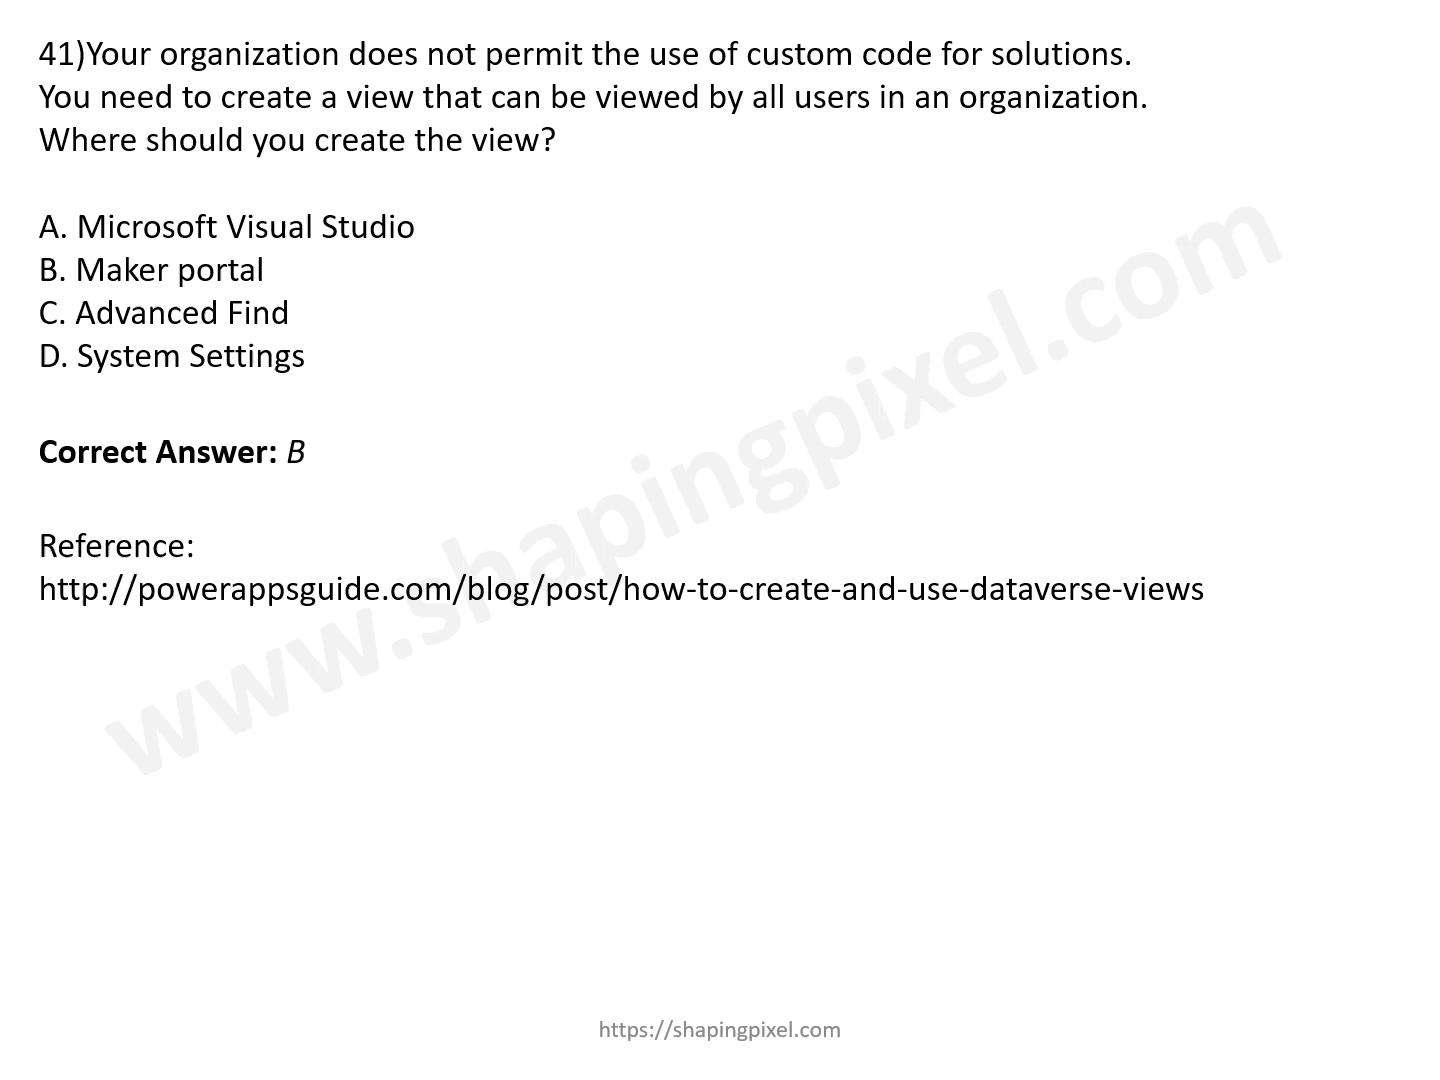 41)Your organization does not permit the use of custom code for solutions.
You need to create a view that can be viewed by all users in an organization.
Where should you create the view?
A. Microsoft Visual Studio
B. Maker portal
C. Advanced Find
D. System Settings
Correct Answer: B
Reference:
http://powerappsguide.com/blog/post/how-to-create-and-use-dataverse-views
www.shapingpixel.com
https://shapingpixel.com